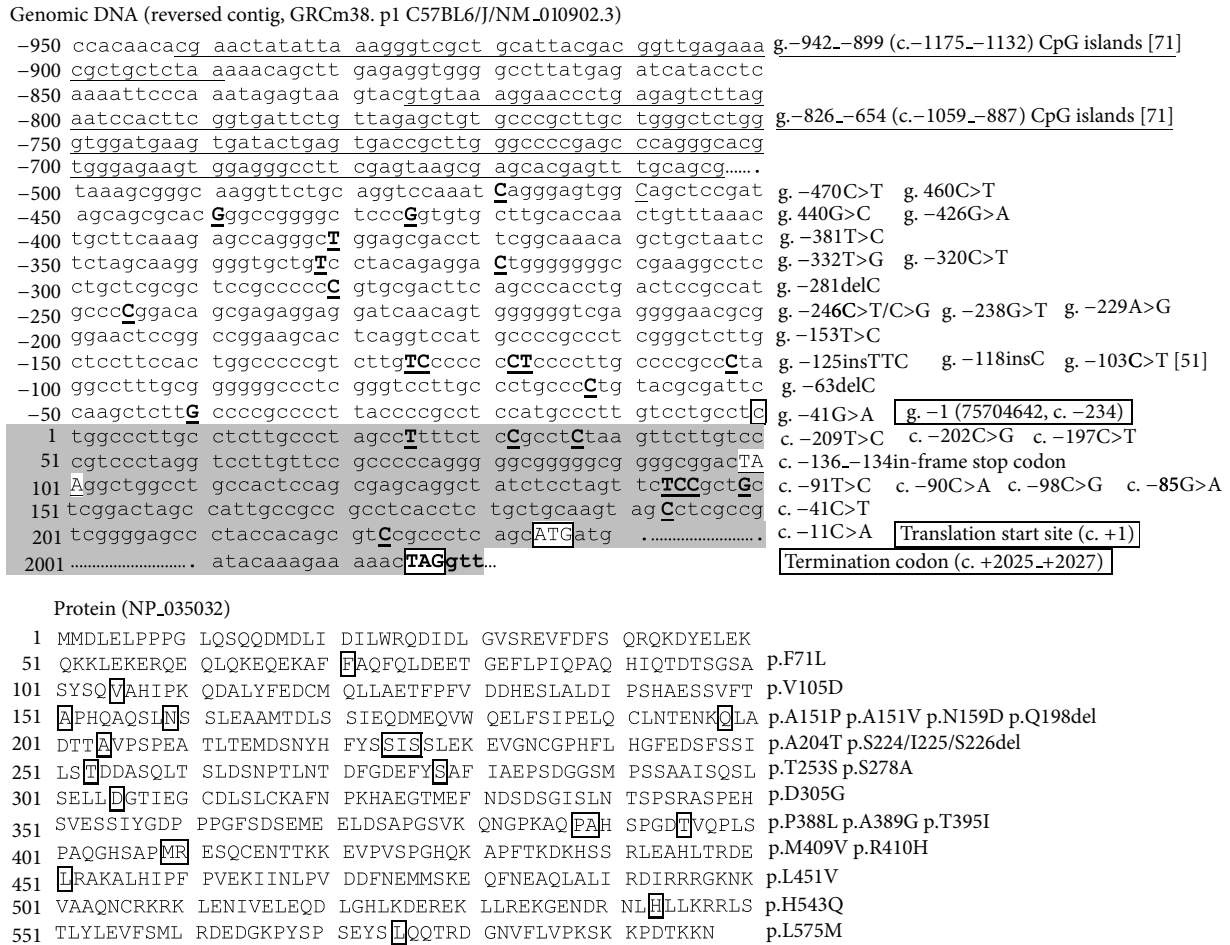 Genomic DNA (reversed contig, GRCm38. p1 C57BL6/J/NM_010902.3)
−950 ccacaacacg aactatatta aagggtcgct gcattacgac ggttgagaaa g.−942_−899 (c.−1175_−1132) CpG islands [71]
−900 cgctgctcta aaaacagctt gagaggtggg gccttatgag atcatacctc
−850 aaaattccca aatagagtaa gtacgtgtaa aggaaccctg agagtcttag
−800 aatccacttc ggtgattctg ttagagctgt gcccgcttgc tgggctctgg g.−826_−654 (c.−1059_−887) CpG islands [71]
−750 gtggatgaag tgatactgag tgaccgcttg ggccccgagc ccagggcacg
−700 tgggagaagt ggagggcctt cgagtaagcg agcacgagtt tgcagcg.......
−500 taaagcgggc aaggttctgc aggtccaaat Cagggagtgg Cagctccgat g. −470C>T g. 460C>T
−450 agcagcgcac Gggccggggc tcccGgtgtg cttgcaccaa ctgtttaaac g. 440G>C g. −426G>A
−400 tgcttcaaag agccagggcT ggagcgacct tcggcaaaca gctgctaatc g. −381T>C
−350 tctagcaagg gggtgctgTc ctacagagga Ctgggggggc cgaaggcctc g. −332T>G g. −320C>T
−300 ctgctcgcgc tccgcccccC gtgcgacttc agcccacctg actccgccat g. −281delC
−250 gcccCggaca gcgagaggag gatcaacagt gggggtcga ggggaacgcg g. −246C>T/C>G g. −238G>T g. −229A>G
−200 ggaactccgg ccggaagcac aggtccatgt gccccccgct gcgggtcttg g. −153T>C
−150 ctccttccac tggcccccgt cttgTCcccc cCTccccttg ccccgccCta g. −125insTTC g. −118insC g. −103C>T [51]
−100 ggcctttgcg ggggccctc gggtccttgc cctgcccCtg tacgcgattc g. −63delC
−50 caagctcttG ccccgccctt taccccgcct ccatgccctt gtcctgcctc g. −41G>A g. −1 (75704642, c. −234)
1 tggcccttgc ctcttgccct agccTtttct cCgcctCtaa gttcttgtcc c. −209T>C c. −202C>G c. −197C>T
51 cgtccctagg tccttgttcc gcccccaggg ggcgggggcg gggcggacTA c. −136_−134in-frame stop codon
101 Aggctggcct gccactccag cgagcaggct atctcctagt tcTCCgctGc c. −91T>C c. −90C>A c. −98C>G c. −85G>A
151 tcggactagc cattgccgcc gcctcacctc tgctgcaagt agCctcgccg c. −41C>T
201 tcggggagcc ctaccacagc gtCcgccctc agcATGatg ........................ c. −11C>A Translation start site (c. +1)
2001 ........................ atacaaagaa aaacTAGgtt... Termination codon (c. +2025_+2027)
Protein (NP_035032)
1 MMDLELPPPG LQSQQDMDLI DILWRQDIDL GVSREVFDFS QRQKDYELEK
51 QKKLEKERQE QLQKEQEKAF FAQFQLDEET GEFLPIQPAQ HIQTDTSGSA p.F71L
101 SYSQVAHIPK QDALYFEDCM QLLAETFPFV DDHESLALDI PSHAESSVFT p.V105D
151 APHQAQSLNS SLEAAMTDLS SIEQDMEQVW QELFSIPELQ CLNTENKQLA p.A151P p.A151V p.N159D p.Q198del
201 DTTAVPSPEA TLTEMDSNYH FYSSISSLEK EVGNCGPHFL HGFEDSFSSI p.A204T p.S224/I225/S226del
251 LSTDDASQLT SLDSNPTLNT DFGDEFYSAF IAEPSDGGSM PSSAAISQSL p.T253S p.S278A
301 SELLDGTIEG CDLSLCKAFN PKHAEGTMEF NDSDSGISLN TSPSRASPEH p.D305G
351 SVESSIYGDP PPGFSDSEME ELDSAPGSVK QNGPKAQPAH SPGDTVQPLS p.P388L p.A389G p.T395I
401 PAQGHSAPMR ESQCENTTKK EVPVSPGHQK APFTKDKHSS RLEAHLTRDE p.M409V p.R410H
451 LRAKALHIPF PVEKIINLPV DDFNEMMSKE QFNEAQLALI RDIRRRGKNK p.L451V
501 VAAQNCRKRK LENIVELEQD LGHLKDEREK LLREKGENDR NLHLLKRRLS p.H543Q
551 TLYLEVFSML RDEDGKPYSP SEYSLQQTRD GNVFLVPKSK KPDTKKN p.L575M